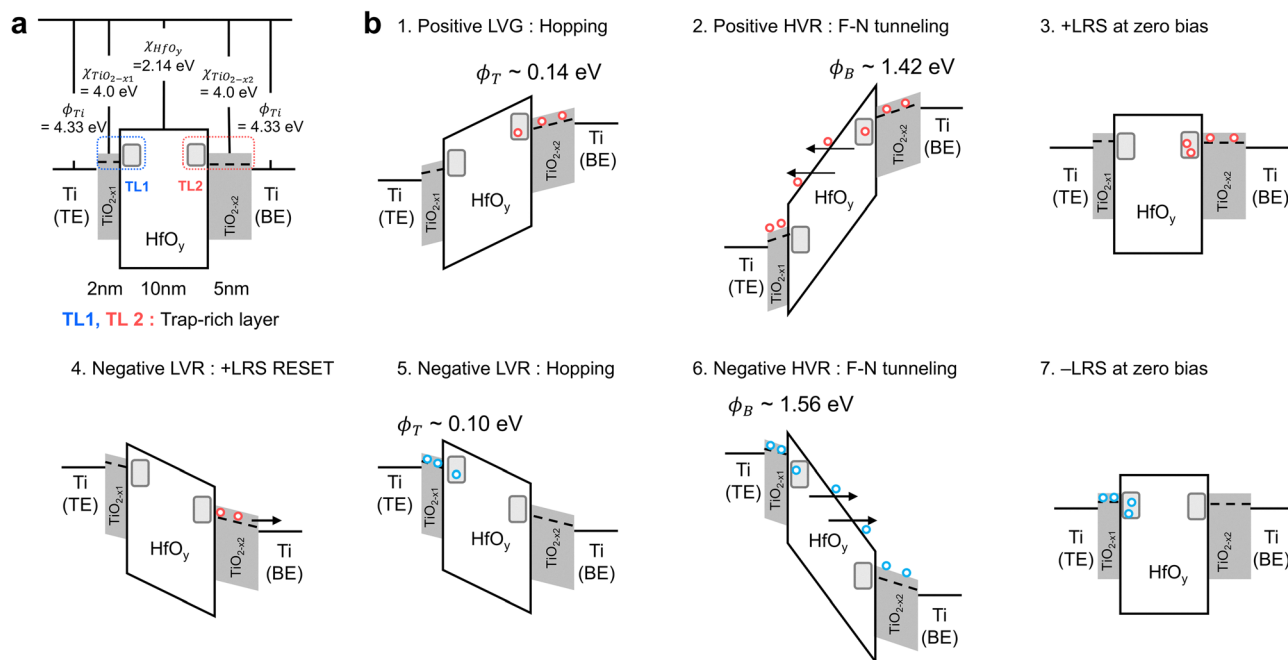 a
χHfOy
=2.14 eV
χTiO2−x1
= 4.0 eV
χTiO2−x2
= 4.0 eV
ϕTi
= 4.33 eV
ϕTi
= 4.33 eV
TL1
TL2
Ti
(TE)
TiO2-x1
HfOy
TiO2-x2
Ti
(BE)
2nm 10nm 5nm
TL1, TL 2 : Trap-rich layer
b
1. Positive LVG : Hopping
ϕT ~ 0.14 eV
Ti
(TE)
TiO2-x1
HfOy
TiO2-x2
Ti
(BE)
2. Positive HVR : F-N tunneling
ϕB ~ 1.42 eV
Ti
(TE)
TiO2-x1
HfOy
TiO2-x2
Ti
(BE)
3. +LRS at zero bias
Ti
(TE)
TiO2-x1
HfOy
TiO2-x2
Ti
(BE)
4. Negative LVR : +LRS RESET
Ti
(TE)
TiO2-x1
HfOy
TiO2-x2
Ti
(BE)
5. Negative LVR : Hopping
ϕT ~ 0.10 eV
Ti
(TE)
TiO2-x1
HfOy
TiO2-x2
Ti
(BE)
6. Negative HVR : F-N tunneling
ϕB ~ 1.56 eV
Ti
(TE)
TiO2-x1
HfOy
TiO2-x2
Ti
(BE)
7. –LRS at zero bias
Ti
(TE)
TiO2-x1
HfOy
TiO2-x2
Ti
(BE)